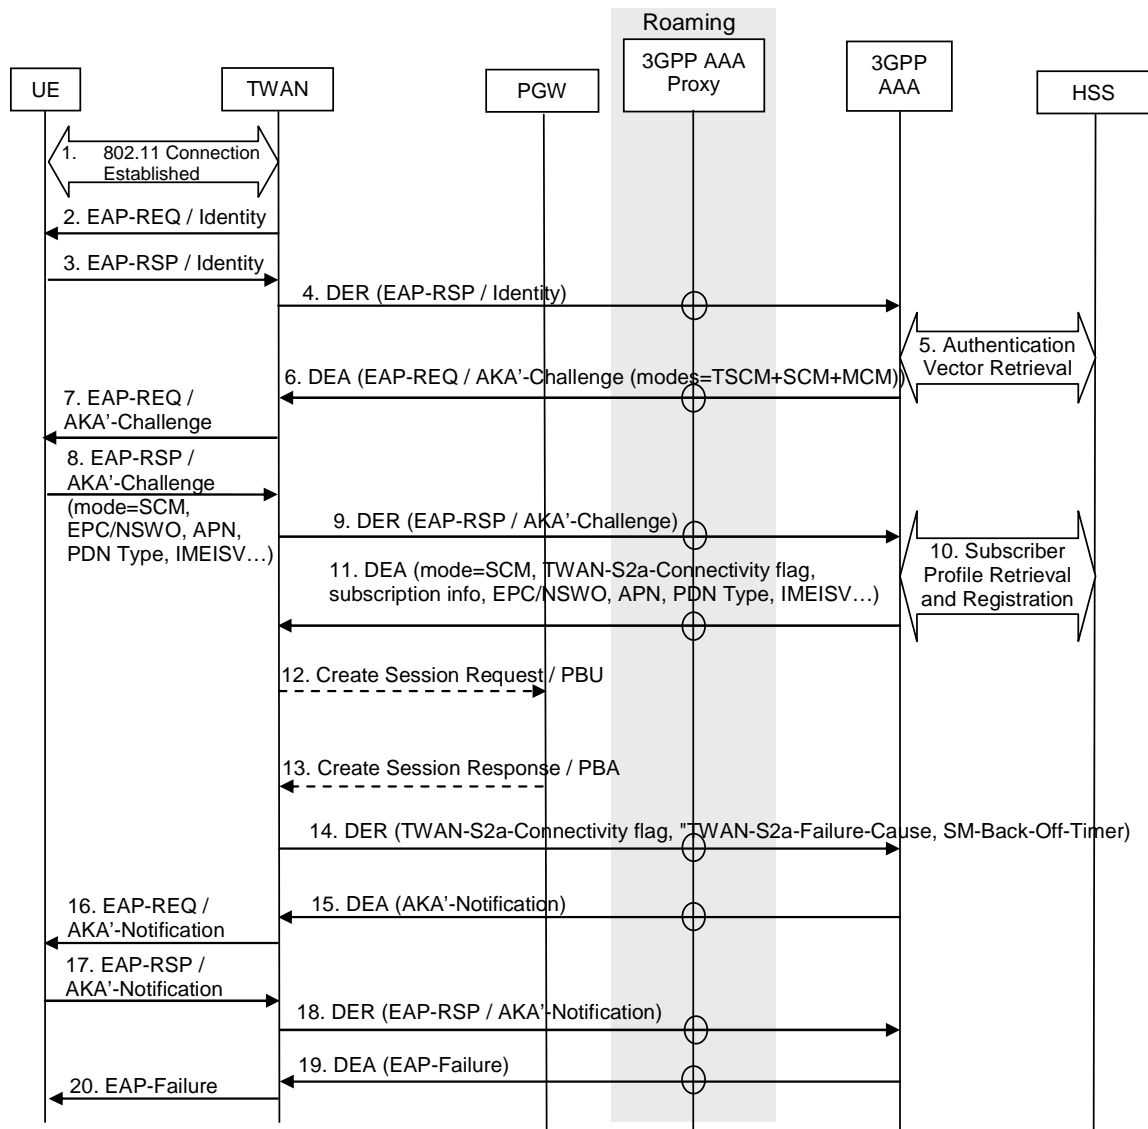 Roaming
UE
TWAN
PGW
3GPP AAA
Proxy
3GPP
AAA
HSS
1. 802.11 Connection
Established
2. EAP-REQ / Identity
3. EAP-RSP / Identity
4. DER (EAP-RSP / Identity)
5. Authentication
Vector Retrieval
6. DEA (EAP-REQ / AKA’-Challenge (modes=TSCM+SCM+MCM))
7. EAP-REQ /
AKA’-Challenge
8. EAP-RSP /
AKA’-Challenge
(mode=SCM,
EPC/NSWO, APN,
PDN Type, IMEISV…)
9. DER (EAP-RSP / AKA’-Challenge)
10. Subscriber
Profile Retrieval
and Registration
11. DEA (mode=SCM, TWAN-S2a-Connectivity flag,
subscription info, EPC/NSWO, APN, PDN Type, IMEISV…)
12. Create Session Request / PBU
13. Create Session Response / PBA
14. DER (TWAN-S2a-Connectivity flag, "TWAN-S2a-Failure-Cause, SM-Back-Off-Timer)
15. DEA (AKA’-Notification)
16. EAP-REQ /
AKA’-Notification
17. EAP-RSP /
AKA’-Notification
18. DER (EAP-RSP / AKA’-Notification)
19. DEA (EAP-Failure)
20. EAP-Failure